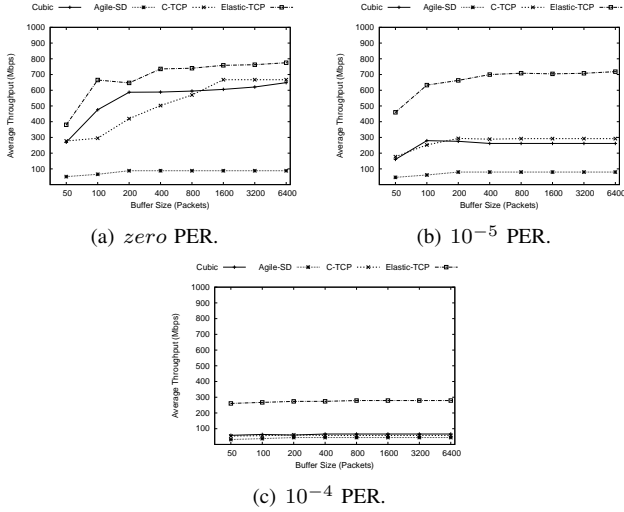 Cubic Agile-SD C-TCP Elastic-TCP
1000
900
800
700
600
500
400
300
200
100
Average Throughput (Mbps)
50 100 200 400 800 1600 3200 6400
Buffer Size (Packets)
(a) zero PER.
Cubic Agile-SD C-TCP Elastic-TCP
1000
900
800
700
600
500
400
300
200
100
Average Throughput (Mbps)
50 100 200 400 800 1600 3200 6400
Buffer Size (Packets)
(b) 10⁻⁵ PER.
Cubic Agile-SD C-TCP Elastic-TCP
1000
900
800
700
600
500
400
300
200
100
Average Throughput (Mbps)
50 100 200 400 800 1600 3200 6400
Buffer Size (Packets)
(c) 10⁻⁴ PER.